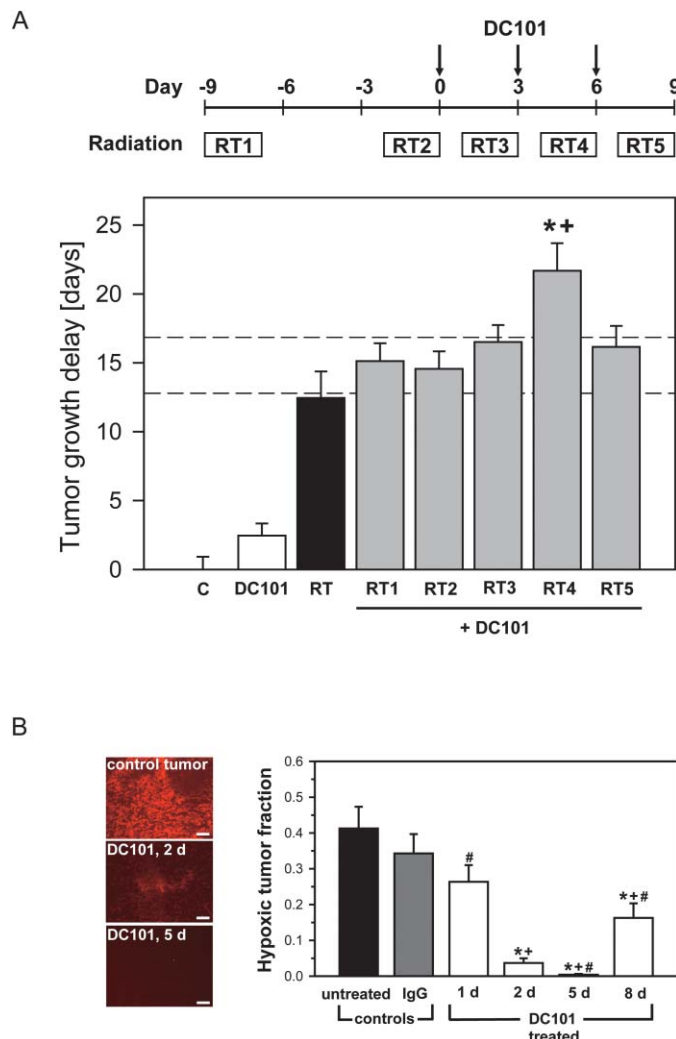 A
DC101
Day -9 -6 -3 0 3 6 9
Radiation RT1 RT2 RT3 RT4 RT5
Tumor growth delay [days]
25
20
15
10
5
0
*+
C DC101 RT RT1 RT2 RT3 RT4 RT5
+ DC101
B
control tumor
DC101, 2 d
DC101, 5 d
Hypoxic tumor fraction
0.6
0.5
0.4
0.3
0.2
0.1
0.0
#
*+
*+#
*+#
untreated IgG 1 d 2 d 5 d 8 d
controls DC101
treated